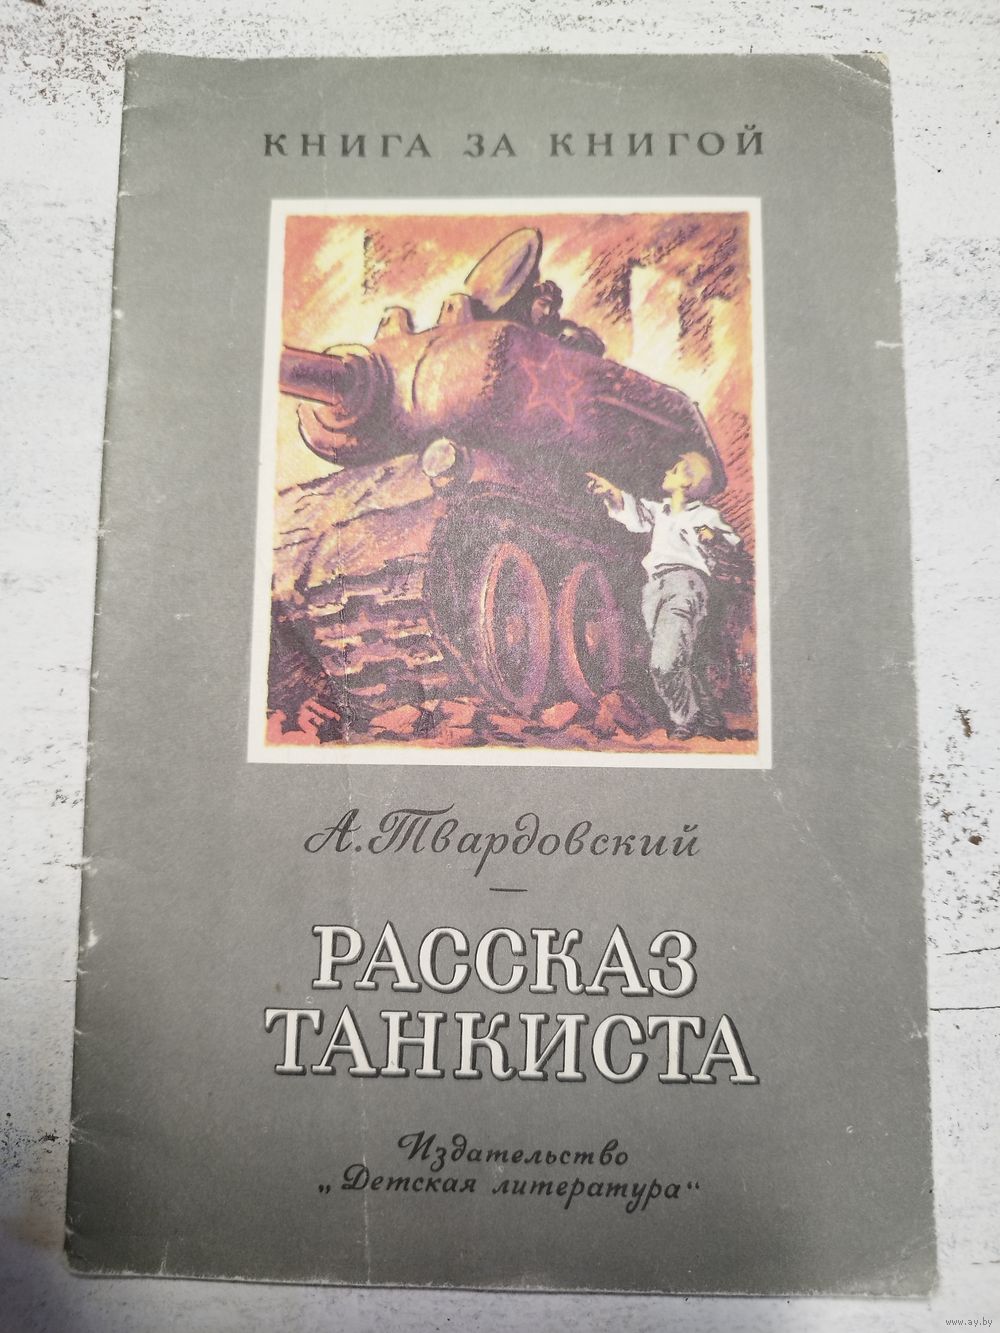 КНИГА ЗА КНИГОЙ
А. Твардовский
РАССКАЗ
ТАНКИСТА
Издательство
„Детская литература“
www.ay.by